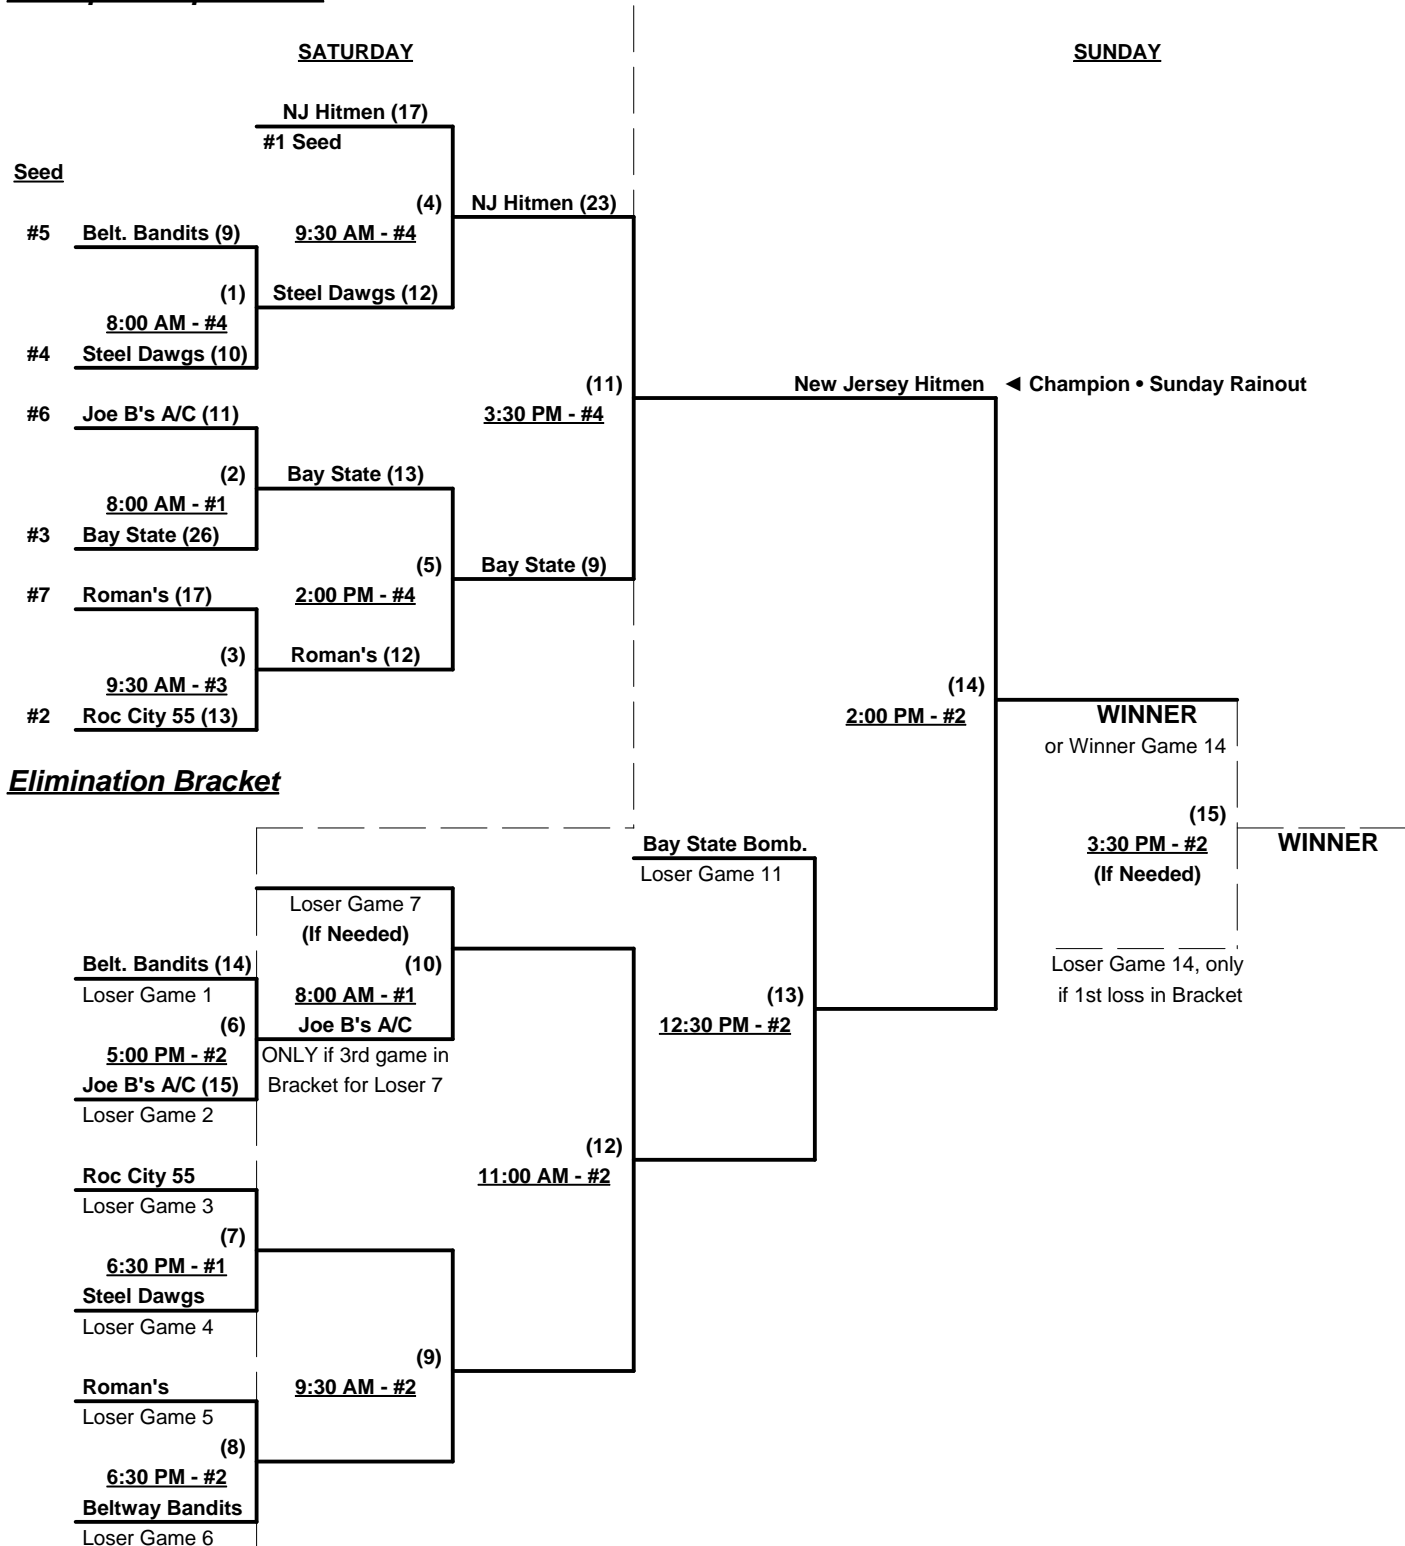 SATURDAY
SUNDAY
NJ Hitmen (17)
#1 Seed
Seed
(4)
NJ Hitmen (23)
#5 Belt. Bandits (9)
9:30 AM - #4
(1)
Steel Dawgs (12)
8:00 AM - #4
#4 Steel Dawgs (10)
(11)
New Jersey Hitmen ◄ Champion • Sunday Rainout
#6 Joe B's A/C (11)
3:30 PM - #4
(2)
Bay State (13)
8:00 AM - #1
#3 Bay State (26)
(5)
Bay State (9)
#7 Roman's (17)
2:00 PM - #4
(3)
Roman's (12)
9:30 AM - #3
(14)
#2 Roc City 55 (13)
2:00 PM - #2
WINNER
or Winner Game 14
Elimination Bracket
(15)
Bay State Bomb.
3:30 PM - #2
WINNER
Loser Game 11
(If Needed)
Loser Game 7
(If Needed)
Belt. Bandits (14)
(10)
Loser Game 14, only
Loser Game 1
8:00 AM - #1
(13)
if 1st loss in Bracket
(6)
Joe B's A/C
12:30 PM - #2
5:00 PM - #2
ONLY if 3rd game in
Joe B's A/C (15)
Bracket for Loser 7
Loser Game 2
(12)
Roc City 55
11:00 AM - #2
Loser Game 3
(7)
6:30 PM - #1
Steel Dawgs
Loser Game 4
(9)
Roman's
9:30 AM - #2
Loser Game 5
(8)
6:30 PM - #2
Beltway Bandits
Loser Game 6